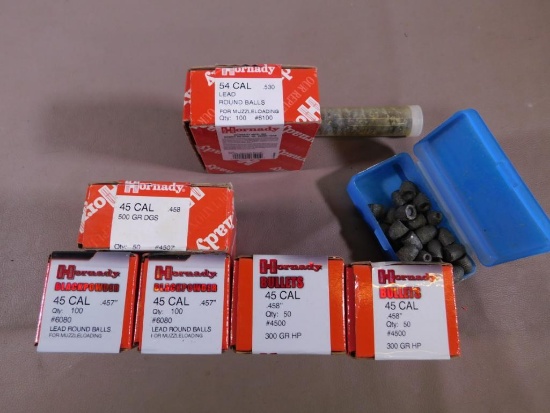 54 CAL .530
LEAD
ROUND BALLS
FOR MUZZLELOADING
Qty: 100 #6100
Hornady
Hornady
45 CAL .458
500 GR DGS
Qty: 50 #4507
Hornady
BLACKPOWDER
45 CAL .457"
Qty: 100
#6080
LEAD ROUND BALLS
FOR MUZZLELOADING
Hornady
BLACKPOWDER
45 CAL .457"
Qty: 100
#6080
LEAD ROUND BALLS
FOR MUZZLELOADING
Hornady
BULLETS
45 CAL
.458"
Qty: 50
#4500
300 GR HP
Hornady
BULLETS
45 CAL
.458"
Qty: 50
#4500
300 GR HP